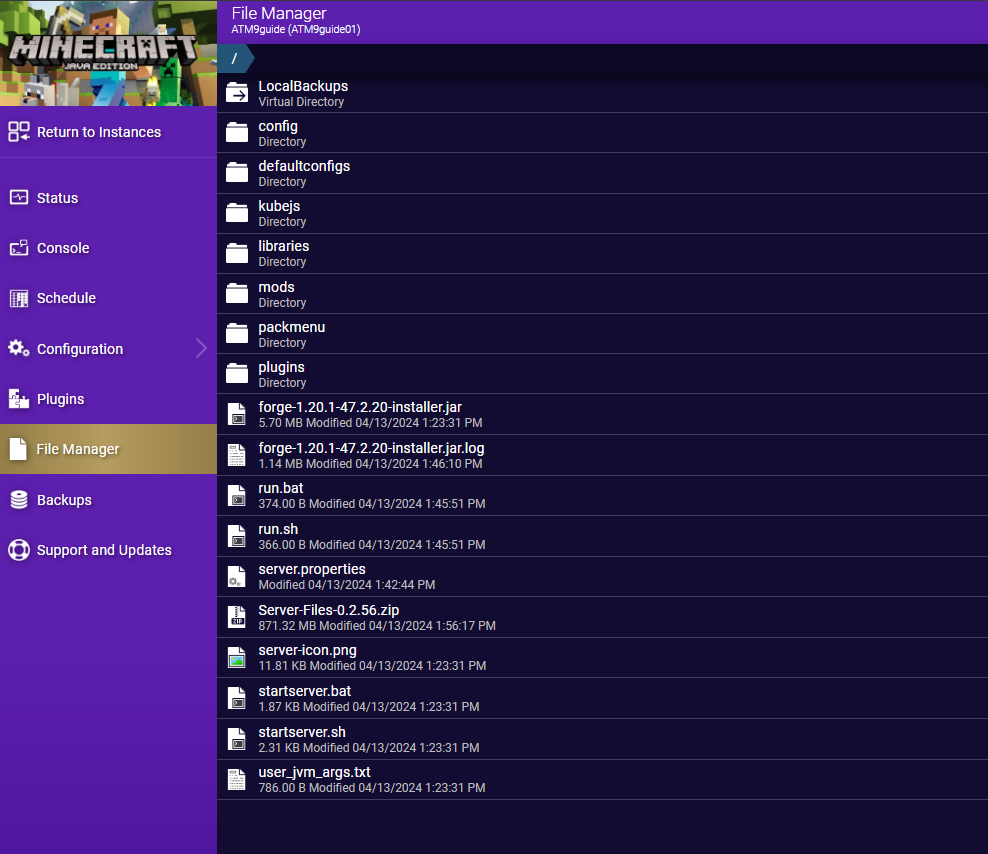 MINECRAFT
JAVA EDITION
Return to Instances
Status
Console
Schedule
Configuration
Plugins
File Manager
Backups
Support and Updates
File Manager
ATM9guide (ATM9guide01)
/
LocalBackups
Virtual Directory
config
Directory
defaultconfigs
Directory
kubejs
Directory
libraries
Directory
mods
Directory
packmenu
Directory
plugins
Directory
forge-1.20.1-47.2.20-installer.jar
5.70 MB Modified 04/13/2024 1:23:31 PM
forge-1.20.1-47.2.20-installer.jar.log
1.14 MB Modified 04/13/2024 1:46:10 PM
run.bat
374.00 B Modified 04/13/2024 1:45:51 PM
run.sh
366.00 B Modified 04/13/2024 1:45:51 PM
server.properties
Modified 04/13/2024 1:42:44 PM
Server-Files-0.2.56.zip
871.32 MB Modified 04/13/2024 1:56:17 PM
server-icon.png
11.81 KB Modified 04/13/2024 1:23:31 PM
startserver.bat
1.87 KB Modified 04/13/2024 1:23:31 PM
startserver.sh
2.31 KB Modified 04/13/2024 1:23:31 PM
user_jvm_args.txt
786.00 B Modified 04/13/2024 1:23:31 PM